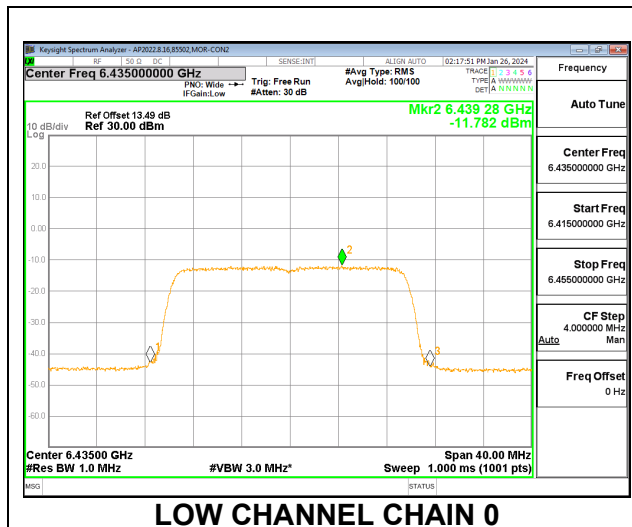 Keysight Spectrum Analyzer - AP2022.8.16,85502,MOR-CON2
RF 50 Ω DC SENSE:INT ALIGN AUTO 02:17:51 PM Jan 26, 2024
Center Freq 6.435000000 GHz
PNO: Wide
IFGain:Low
Trig: Free Run
#Atten: 30 dB
#Avg Type: RMS
Avg|Hold: 100/100
TRACE 1 2 3 4 5 6
TYPE A WWWWW
DET A N N N N N
Frequency
Auto Tune
Center Freq
6.435000000 GHz
Start Freq
6.415000000 GHz
Stop Freq
6.455000000 GHz
CF Step
4.000000 MHz
Auto Man
Freq Offset
0 Hz
Ref Offset 13.49 dB
10 dB/div Ref 30.00 dBm
Log
Mkr2 6.439 28 GHz
-11.782 dBm
20.0
10.0
0.00
-10.0
-20.0
-30.0
-40.0
-50.0
-60.0
1
2
3
Center 6.43500 GHz Span 40.00 MHz
#Res BW 1.0 MHz #VBW 3.0 MHz* Sweep 1.000 ms (1001 pts)
MSG STATUS
LOW CHANNEL CHAIN 0